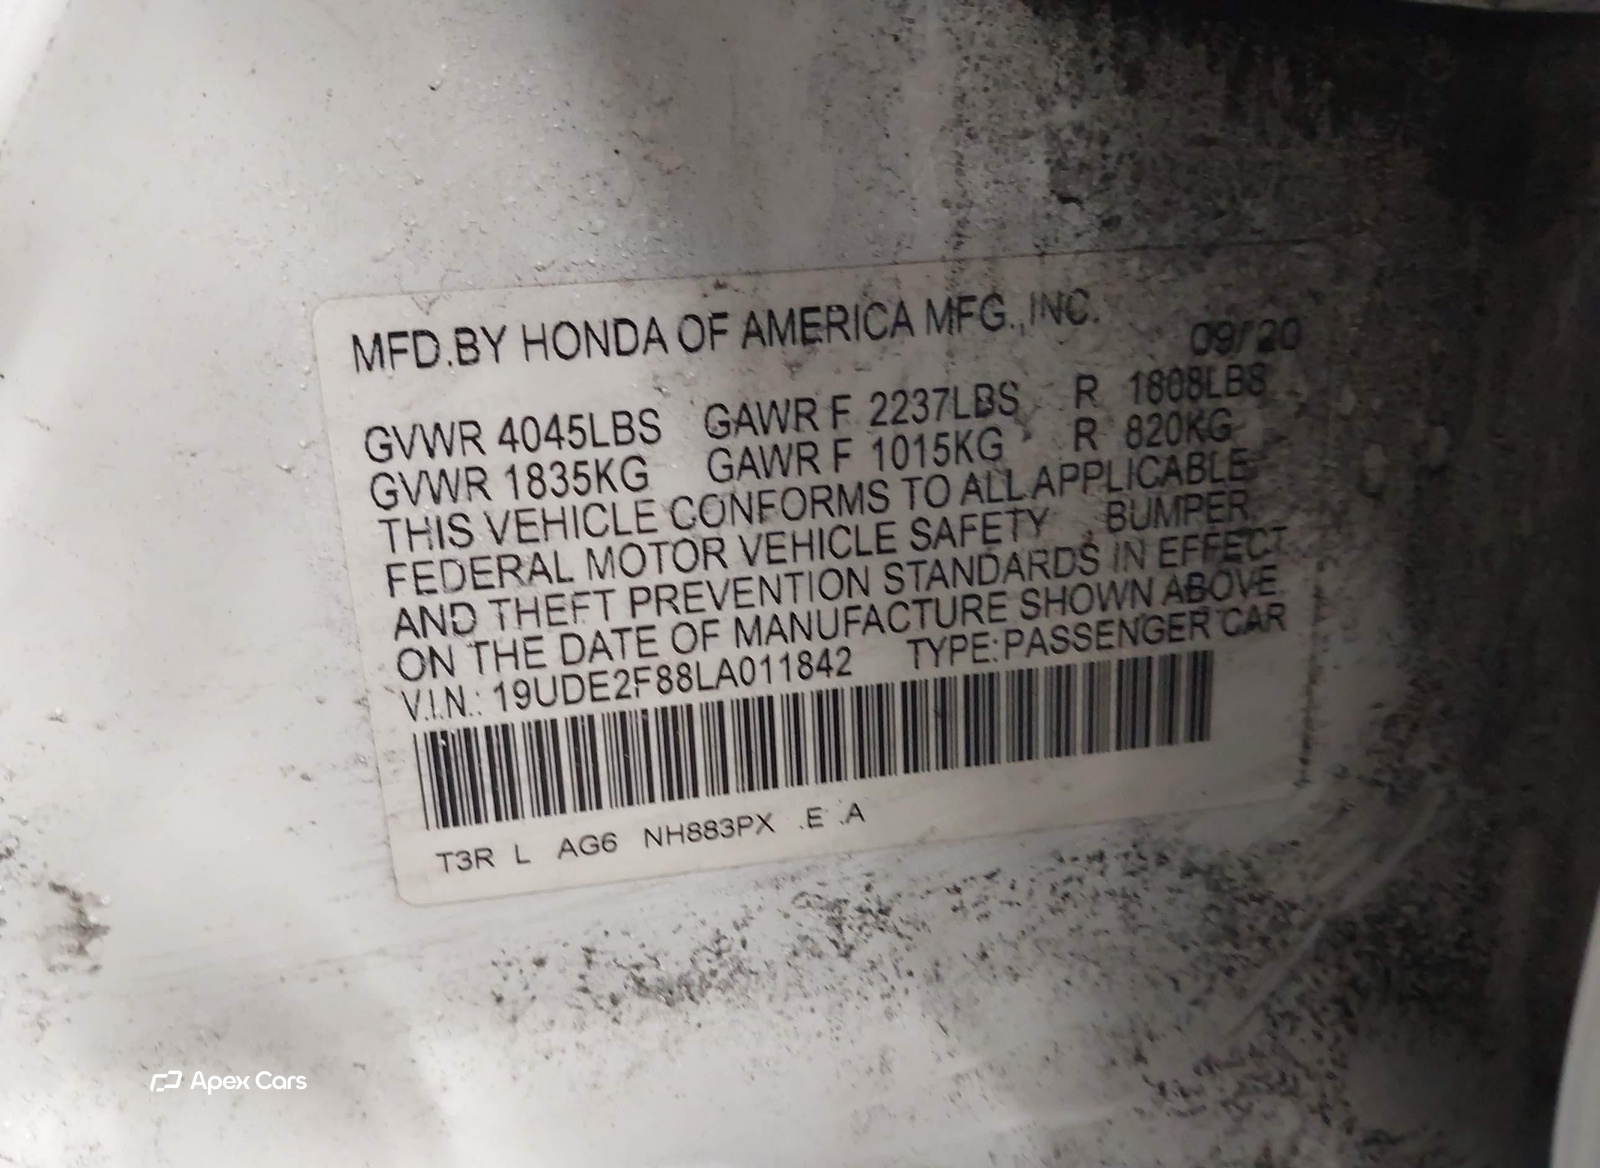 MFD.BY HONDA OF AMERICA MFG.,INC.
09/20
GVWR 4045LBS GAWR F 2237LBS R 1808LBS
GVWR 1835KG GAWR F 1015KG R 820KG
THIS VEHICLE CONFORMS TO ALL APPLICABLE
FEDERAL MOTOR VEHICLE SAFETY , BUMPER
AND THEFT PREVENTION STANDARDS IN EFFECT
ON THE DATE OF MANUFACTURE SHOWN ABOVE.
V.I.N.: 19UDE2F88LA011842 TYPE:PASSENGER CAR
T3R L AG6 NH883PX .E .A
Apex Cars